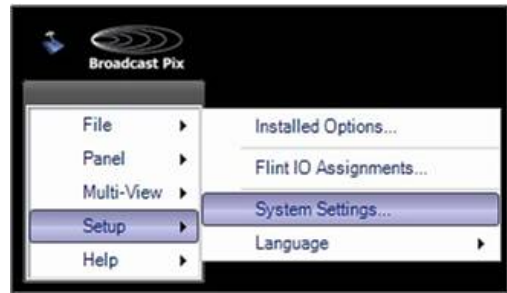 Broadcast Pix
File
Panel
Multi-View
Setup
Help
Installed Options...
Flint IO Assignments...
System Settings...
Language